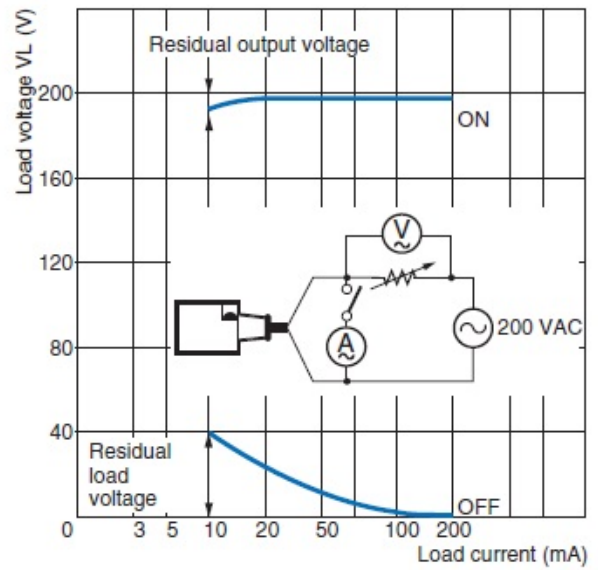 Load voltage VL (V)
Residual output voltage
200
ON
160
V
120
200 VAC
A
80
40
Residual
load
voltage
OFF
0 3 5 10 20 50 100 200
Load current (mA)